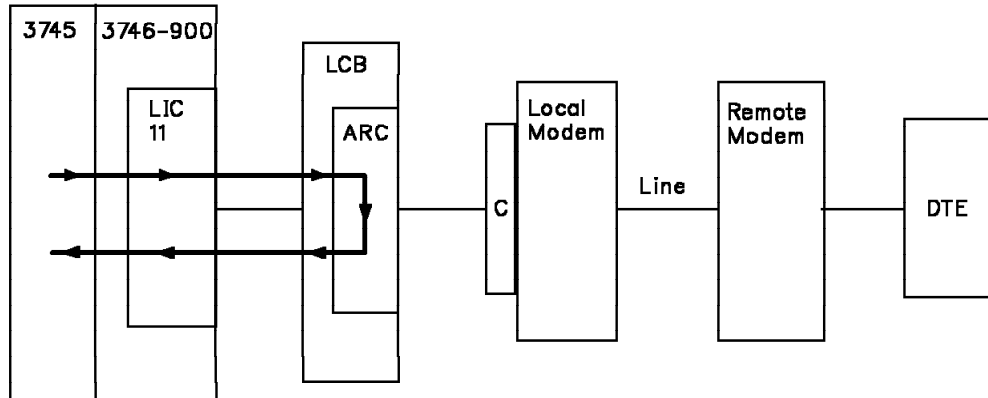 3745
3746-900
LIC
11
LCB
ARC
C
Local
Modem
Line
Remote
Modem
DTE